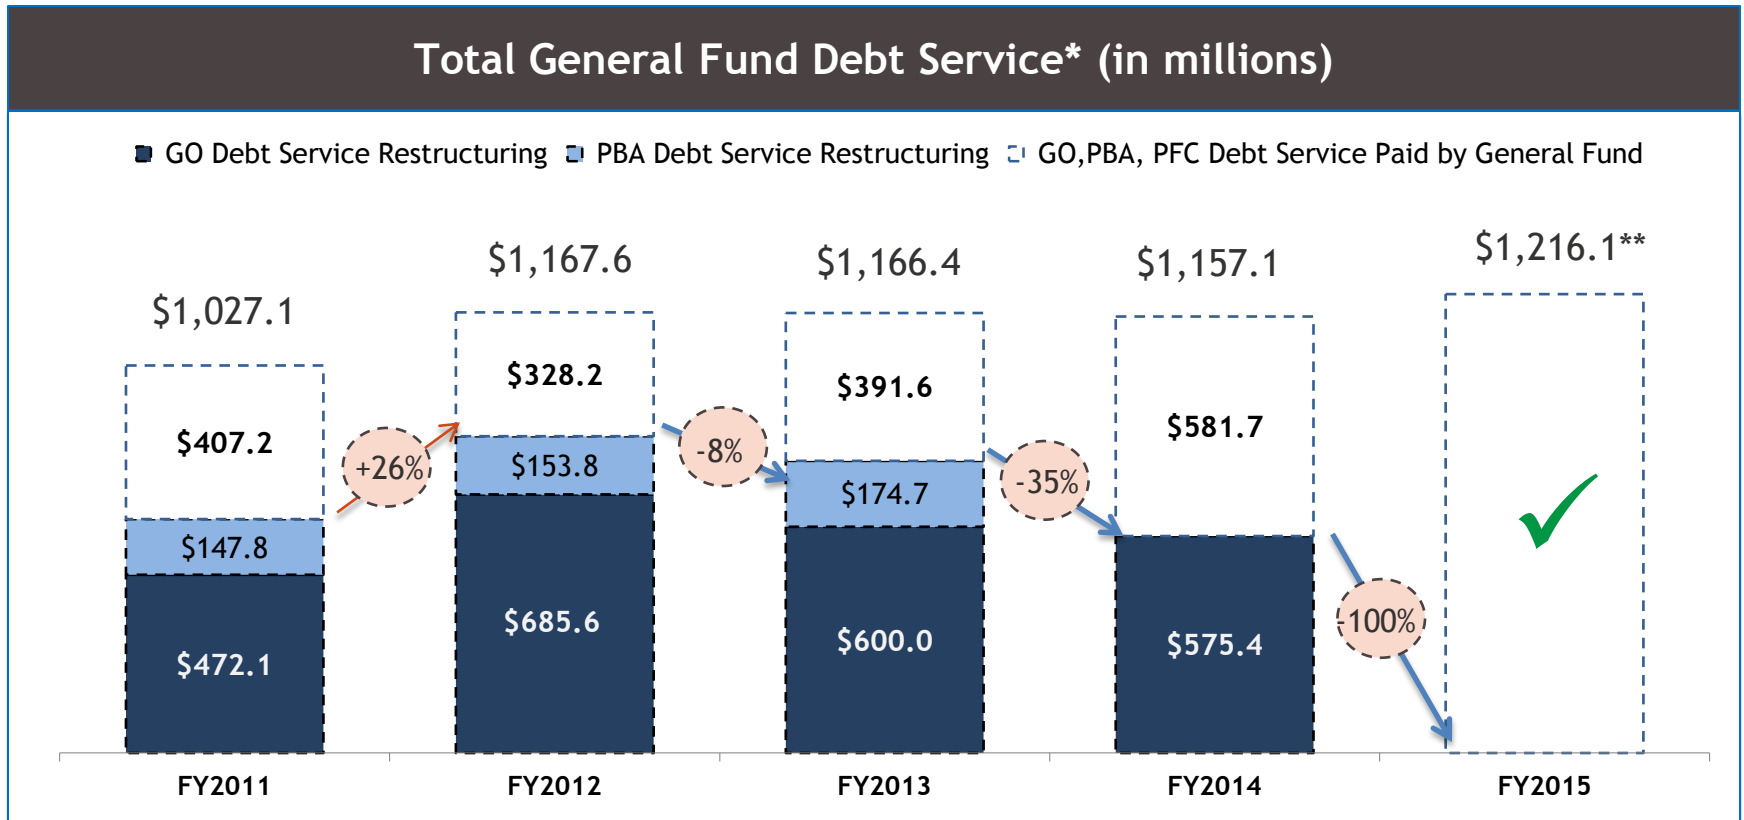 Total General Fund Debt Service* (in millions)
GO Debt Service Restructuring PBA Debt Service Restructuring GO,PBA, PFC Debt Service Paid by General Fund
$1,027.1 $1,167.6 $1,166.4 $1,157.1 $1,216.1**
$407.2 $328.2 $391.6 $581.7
+26% -8% -35% -100%
$147.8 $153.8 $174.7
$472.1 $685.6 $600.0 $575.4
FY2011 FY2012 FY2013 FY2014 FY2015